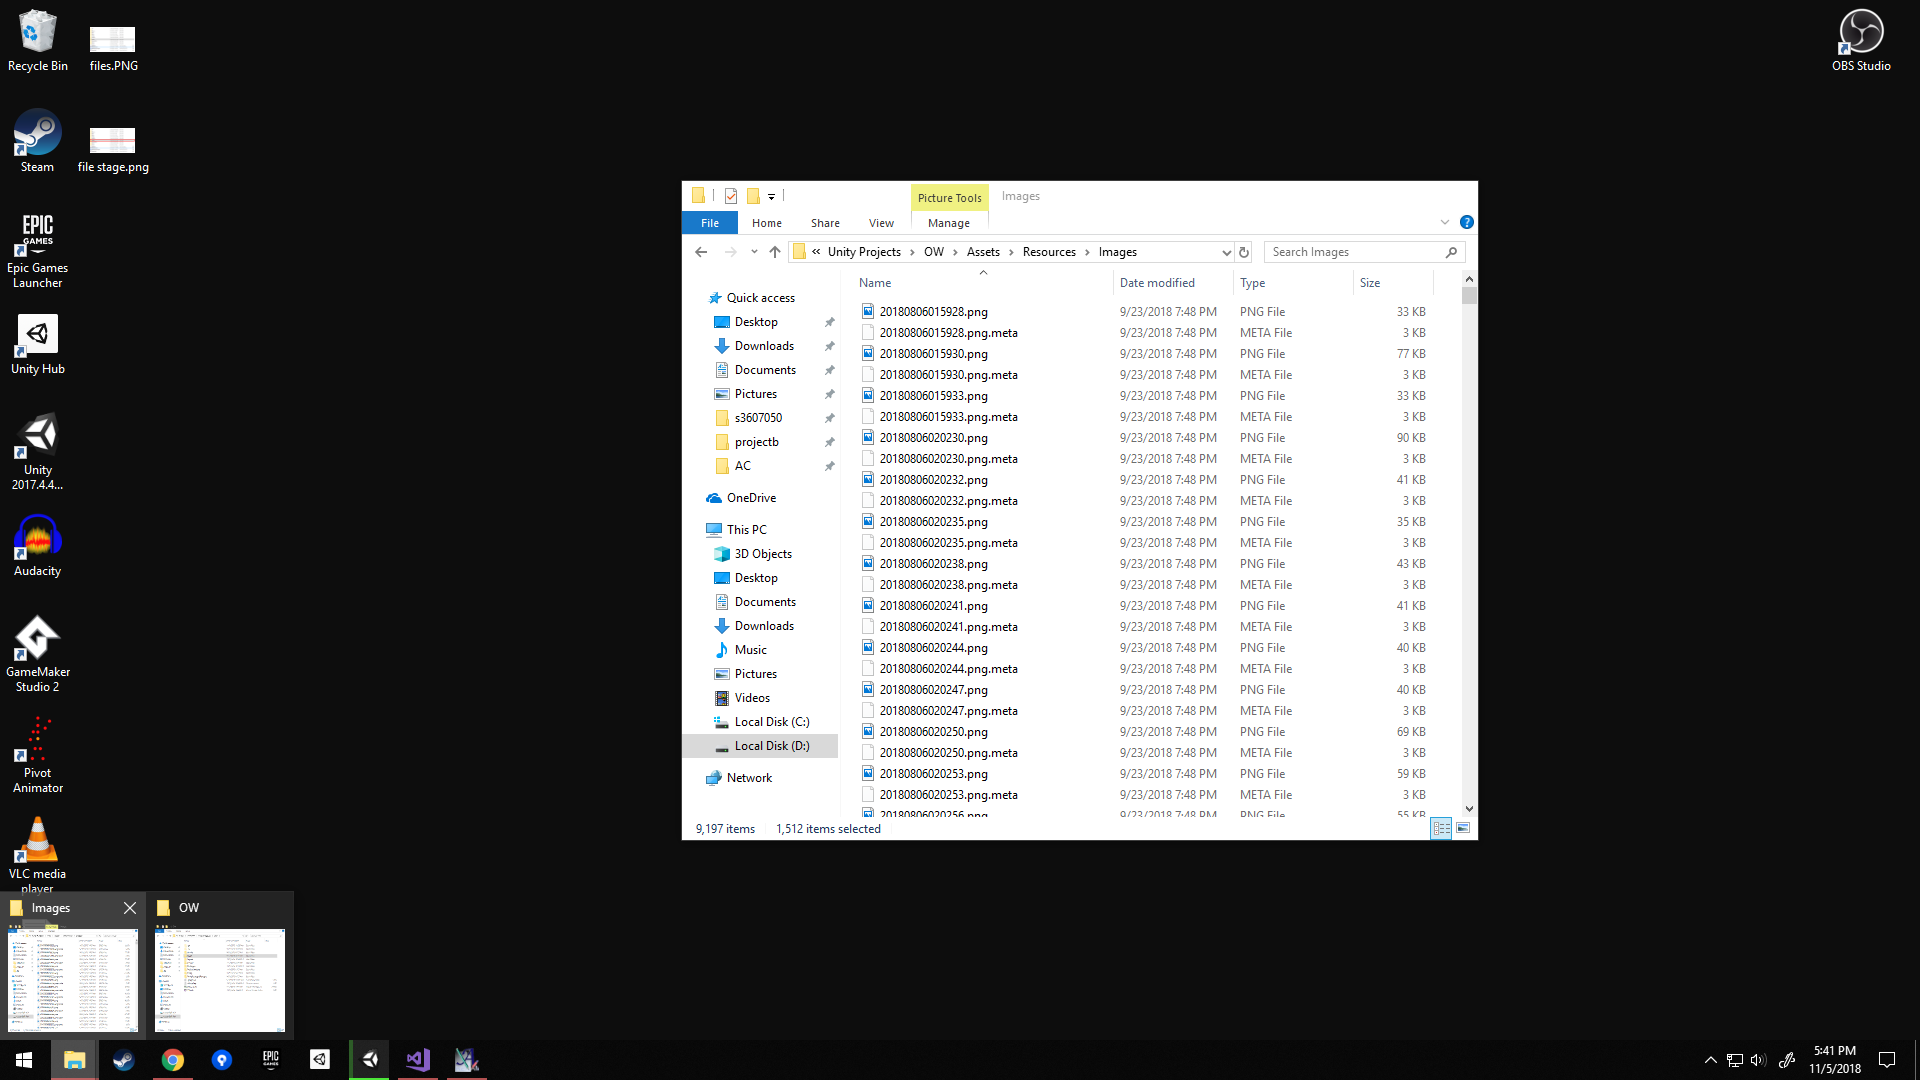 Recycle Bin
files.PNG
Steam
file stage.png
EPIC
GAMES
Epic Games
Launcher
Unity Hub
Unity
2017.4.4...
Audacity
GameMaker
Studio 2
Pivot
Animator
VLC media
player
OBS Studio
Picture Tools
Images
File
Home
Share
View
Manage
« Unity Projects › OW › Assets › Resources › Images
Search Images
Quick access
Desktop
Downloads
Documents
Pictures
s3607050
projectb
AC
OneDrive
This PC
3D Objects
Desktop
Documents
Downloads
Music
Pictures
Videos
Local Disk (C:)
Local Disk (D:)
Network
Name Date modified Type Size
20180806015928.png 9/23/2018 7:48 PM PNG File 33 KB
20180806015928.png.meta 9/23/2018 7:48 PM META File 3 KB
20180806015930.png 9/23/2018 7:48 PM PNG File 77 KB
20180806015930.png.meta 9/23/2018 7:48 PM META File 3 KB
20180806015933.png 9/23/2018 7:48 PM PNG File 33 KB
20180806015933.png.meta 9/23/2018 7:48 PM META File 3 KB
20180806020230.png 9/23/2018 7:48 PM PNG File 90 KB
20180806020230.png.meta 9/23/2018 7:48 PM META File 3 KB
20180806020232.png 9/23/2018 7:48 PM PNG File 41 KB
20180806020232.png.meta 9/23/2018 7:48 PM META File 3 KB
20180806020235.png 9/23/2018 7:48 PM PNG File 35 KB
20180806020235.png.meta 9/23/2018 7:48 PM META File 3 KB
20180806020238.png 9/23/2018 7:48 PM PNG File 43 KB
20180806020238.png.meta 9/23/2018 7:48 PM META File 3 KB
20180806020241.png 9/23/2018 7:48 PM PNG File 41 KB
20180806020241.png.meta 9/23/2018 7:48 PM META File 3 KB
20180806020244.png 9/23/2018 7:48 PM PNG File 40 KB
20180806020244.png.meta 9/23/2018 7:48 PM META File 3 KB
20180806020247.png 9/23/2018 7:48 PM PNG File 40 KB
20180806020247.png.meta 9/23/2018 7:48 PM META File 3 KB
20180806020250.png 9/23/2018 7:48 PM PNG File 69 KB
20180806020250.png.meta 9/23/2018 7:48 PM META File 3 KB
20180806020253.png 9/23/2018 7:48 PM PNG File 59 KB
20180806020253.png.meta 9/23/2018 7:48 PM META File 3 KB
20180806020256.png 9/23/2018 7:48 PM PNG File 55 KB
9,197 items 1,512 items selected
Images
OW
EPIC
GAMES
5:41 PM
11/5/2018